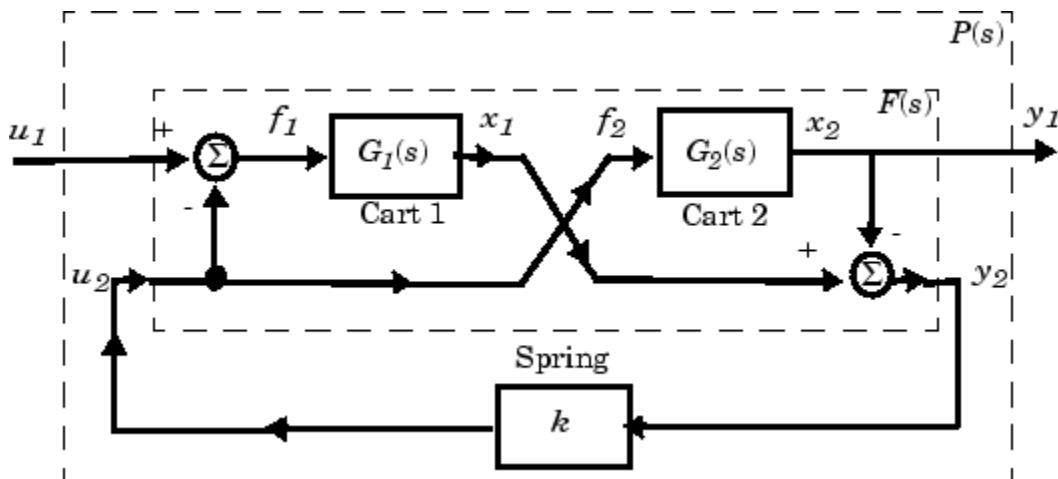 P(s)
F(s)
u1
+
Σ
f1
G1(s)
x1
f2
G2(s)
x2
y1
-
Cart 1
Cart 2
-
u2
+
Σ
y2
Spring
k